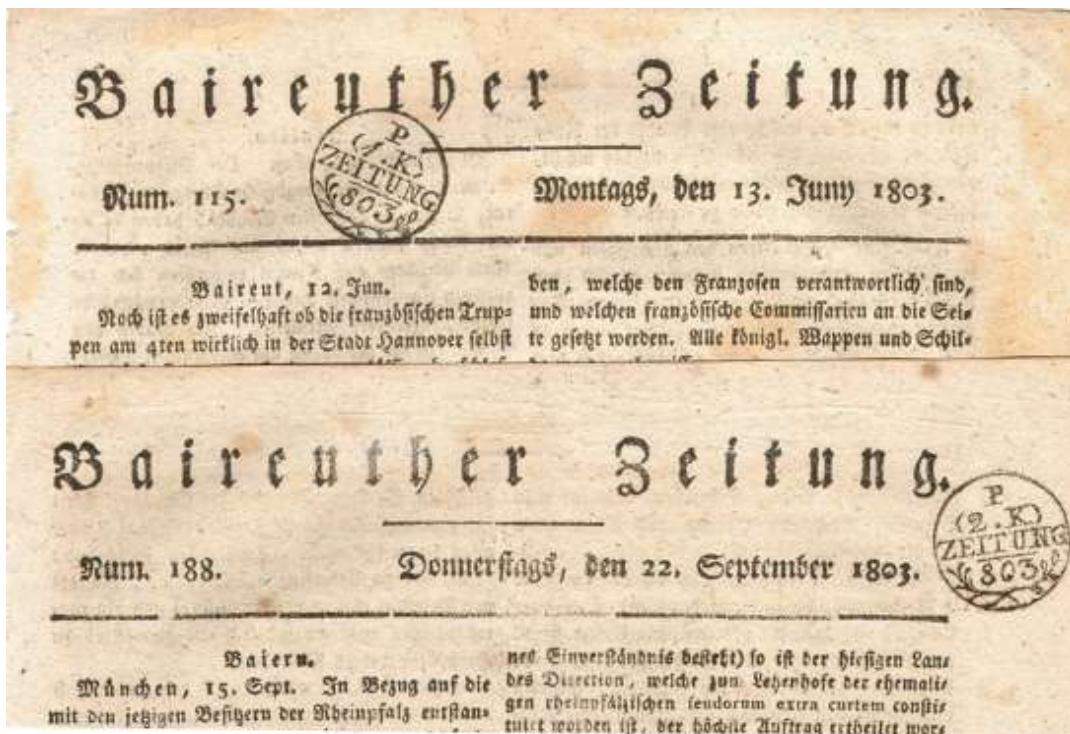 Baireuther Zeitung.
P
(1.K)
ZEITUNG
803
Num. 115.
Montags, den 13. Juny 1803.
Baireut, 12. Jun.
Noch ist es zweifelhaft ob die französischen Trup-
pen am 4ten wirklich in der Stadt Hannover selbst
den, welche den Franzosen verantwortlich sind,
und welchen französische Commissarien an die Sei-
te gesetzt werden. Alle königl. Wappen und Schil-
Baireuther Zeitung.
P
(2.K)
ZEITUNG
803
Num. 188.
Donnerstags, den 22. September 1803.
Baiern.
München, 15. Sept. In Bezug auf die
mit den jetzigen Besitzern der Rheinpfalz entstan-
nes Einverständnis besteht) so ist der hiesigen Lan-
des Direction, welche zum Lehenhofe der ehemali-
gen rheinpfälzischen feudorum extra curtem consti-
tuirt worden ist, der höchste Auftrag ertheilet wor-